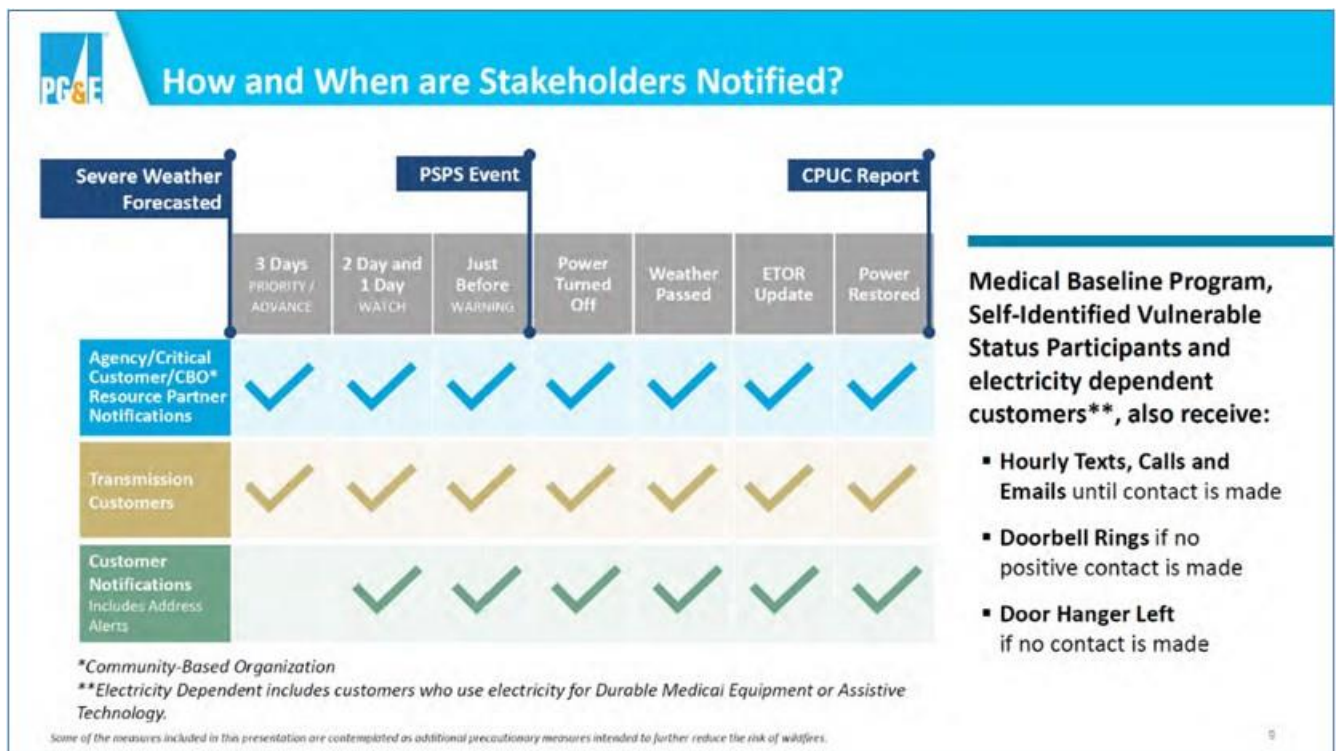 PG&E
How and When are Stakeholders Notified?
Severe Weather
Forecasted
PSPS Event
CPUC Report
3 Days
PRIORITY /
ADVANCE
2 Day and
1 Day
WATCH
Just
Before
WARNING
Power
Turned
Off
Weather
Passed
ETOR
Update
Power
Restored
Agency/Critical
Customer/CBO*
Resource Partner
Notifications
Transmission
Customers
Customer
Notifications
Includes Address
Alerts
Medical Baseline Program,
Self-Identified Vulnerable
Status Participants and
electricity dependent
customers**, also receive:
▪ Hourly Texts, Calls and
Emails until contact is made
▪ Doorbell Rings if no
positive contact is made
▪ Door Hanger Left
if no contact is made
*Community-Based Organization
**Electricity Dependent includes customers who use electricity for Durable Medical Equipment or Assistive
Technology.
Some of the measures included in this presentation are contemplated as additional precautionary measures intended to further reduce the risk of wildfires.
9